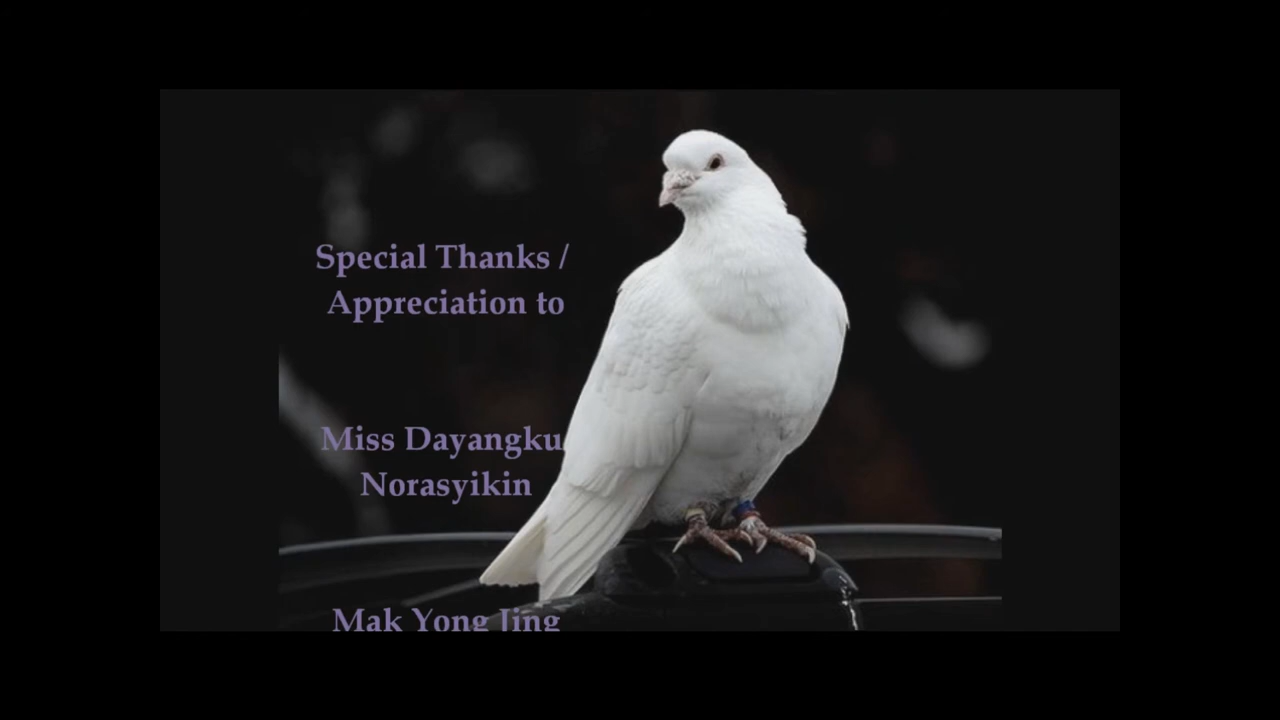 Special Thanks /
Appreciation to
Miss Dayangku
Norasyikin
Mak Yong Jing